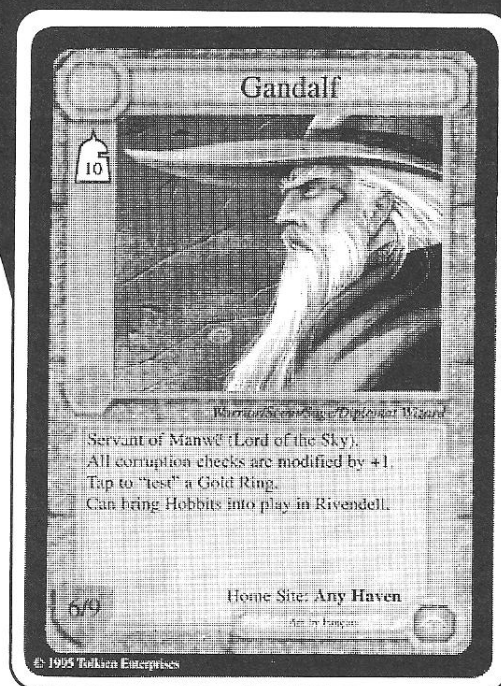 Gandalf
10
Warrior/Scout/Sage/Diplomat Wizard
Servant of Manwë (Lord of the Sky).
All corruption checks are modified by +1.
Tap to “test” a Gold Ring.
Can bring Hobbits into play in Rivendell.
6/9
Home Site: Any Haven
Art by
© 1995 Tolkien Enterprises